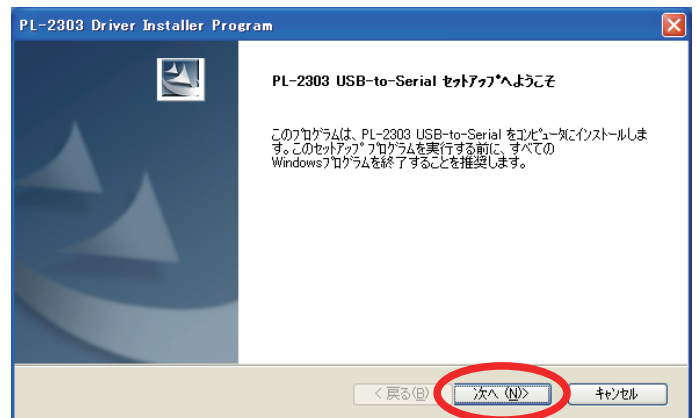 PL-2303 Driver Installer Program
PL-2303 USB-to-Serial セットアップへようこそ
このプログラムは、PL-2303 USB-to-Serial をコンピュータにインストールしま
す。このセットアップ プログラムを実行する前に、すべての
Windowsプログラムを終了することを推奨します。
< 戻る(B) 次へ (N)> キャンセル